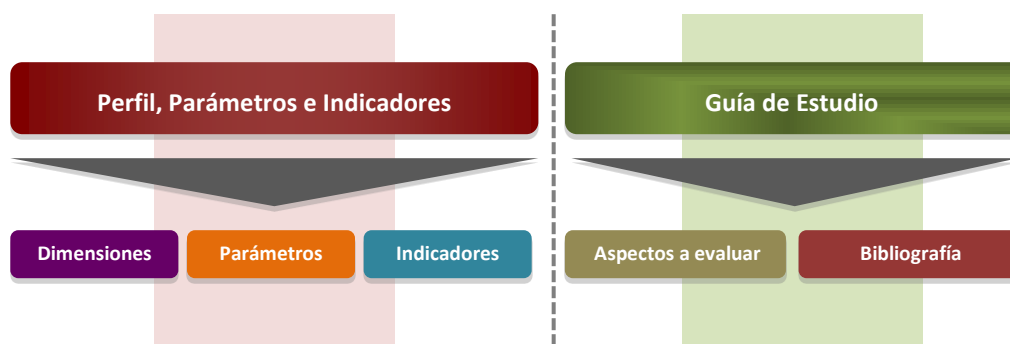 Perfil, Parámetros e Indicadores
Guía de Estudio
Dimensiones
Parámetros
Indicadores
Aspectos a evaluar
Bibliografía